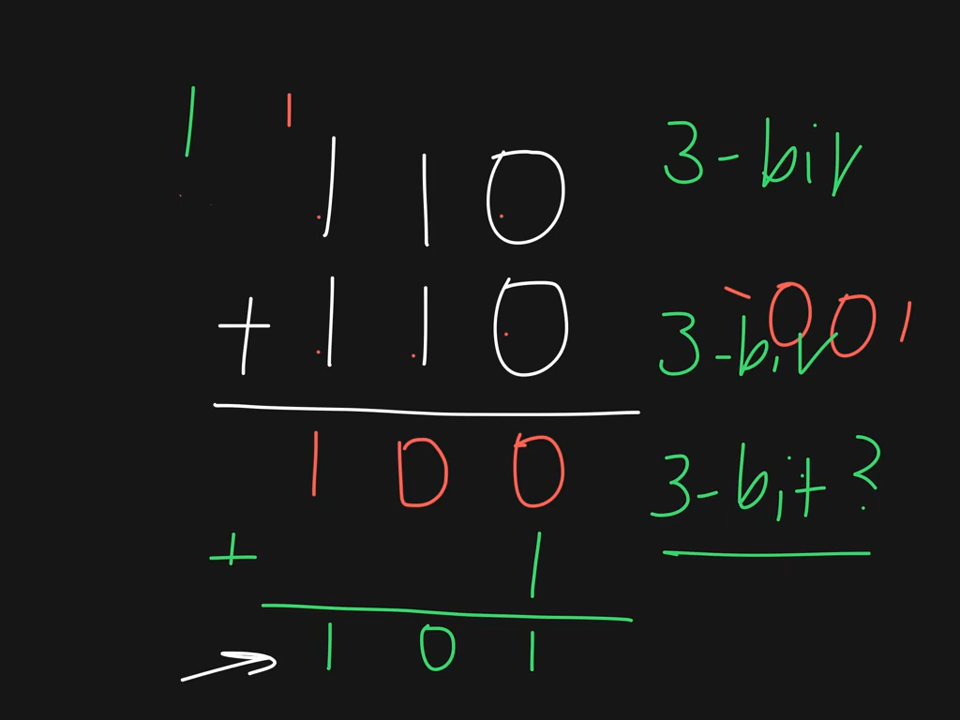 1 1
110 3-bit
+110 3-bit 001
100 3-bit?
+ 1
101